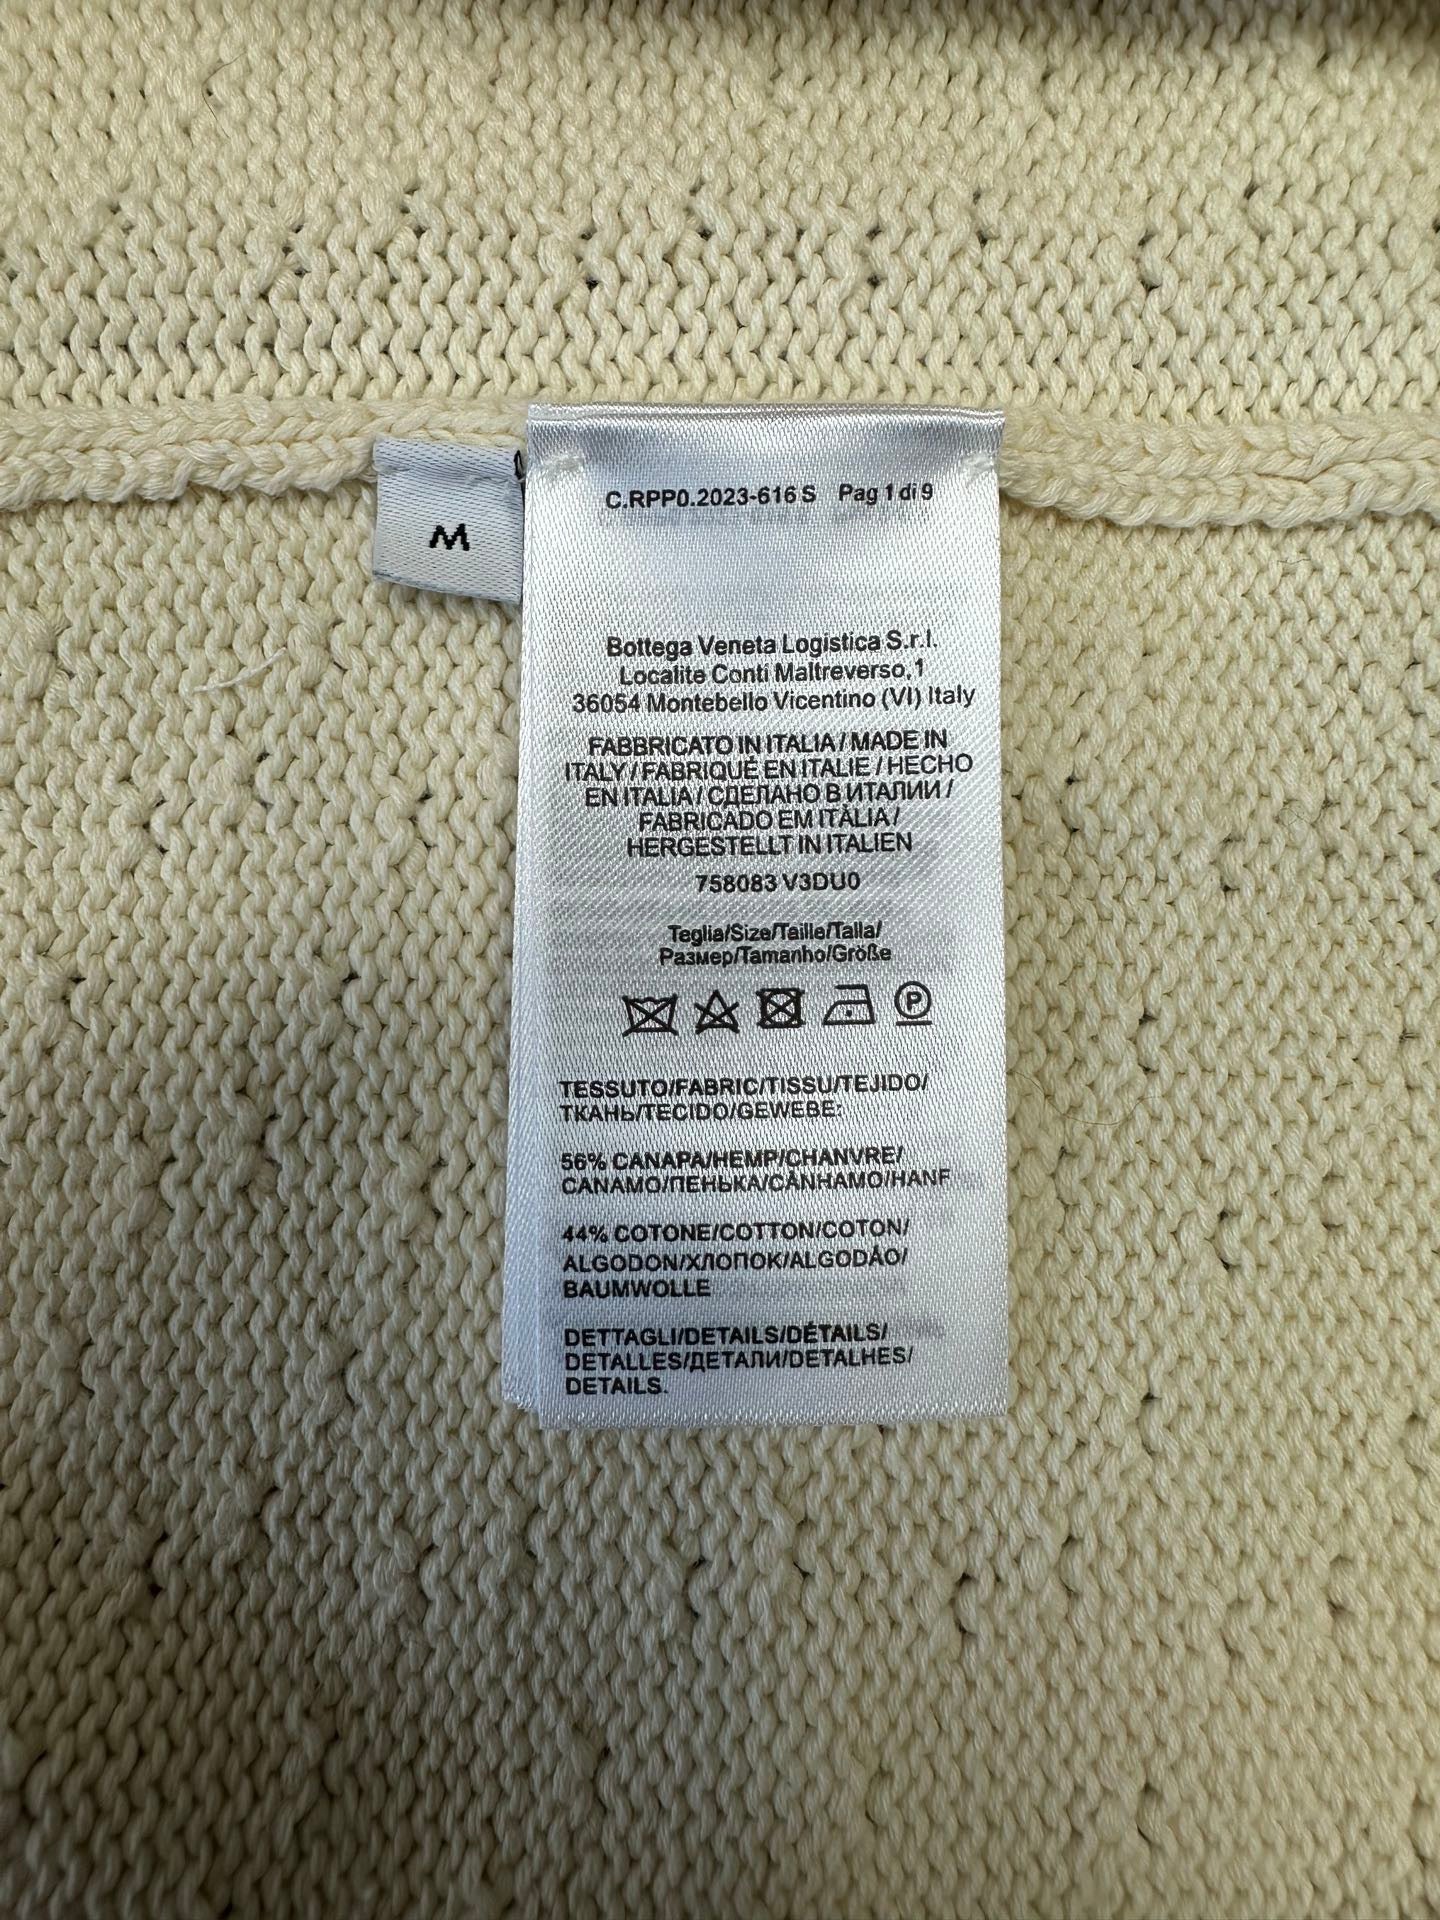 M
C.RPP0.2023-616 S Pag 1 di 9
Bottega Veneta Logistica S.r.l.
Localite Conti Maltreverso,1
36054 Montebello Vicentino (VI) Italy
FABBRICATO IN ITALIA / MADE IN
ITALY / FABRIQUÉ EN ITALIE / HECHO
EN ITALIA / СДЕЛАНО В ИТАЛИИ /
FABRICADO EM ITÁLIA /
HERGESTELLT IN ITALIEN
758083 V3DU0
Teglia/Size/Taille/Talla/
Размер/Tamanho/Größe
P
TESSUTO/FABRIC/TISSU/TEJIDO/
ТКАНЬ/TECIDO/GEWEBE:
56% CANAPA/HEMP/CHANVRE/
CANAMO/ПЕНЬКА/CÂNHAMO/HANF
44% COTONE/COTTON/COTON/
ALGODON/ХЛОПОК/ALGODÃO/
BAUMWOLLE
DETTAGLI/DETAILS/DÉTAILS/
DETALLES/ДЕТАЛИ/DETALHES/
DETAILS.